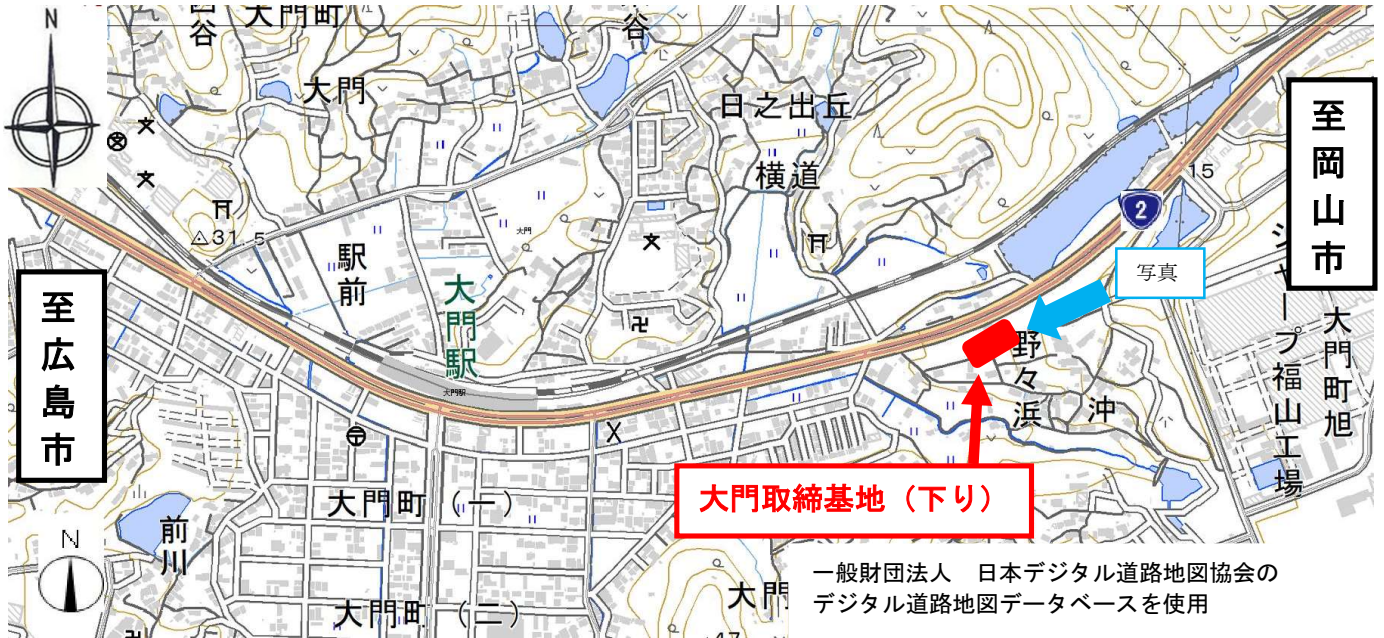 N
谷
大門町
谷
大門
日之出丘
横道
至岡山市
15
2
31.5
駅前
大門
大門駅
大門駅
写真
至広島市
野々浜
沖
シャープ福山工場
大門町旭
X
大門取締基地（下り）
大門町（一）
前川
N
一般財団法人　日本デジタル道路地図協会の
デジタル道路地図データベースを使用
大門町（二）
大門
47